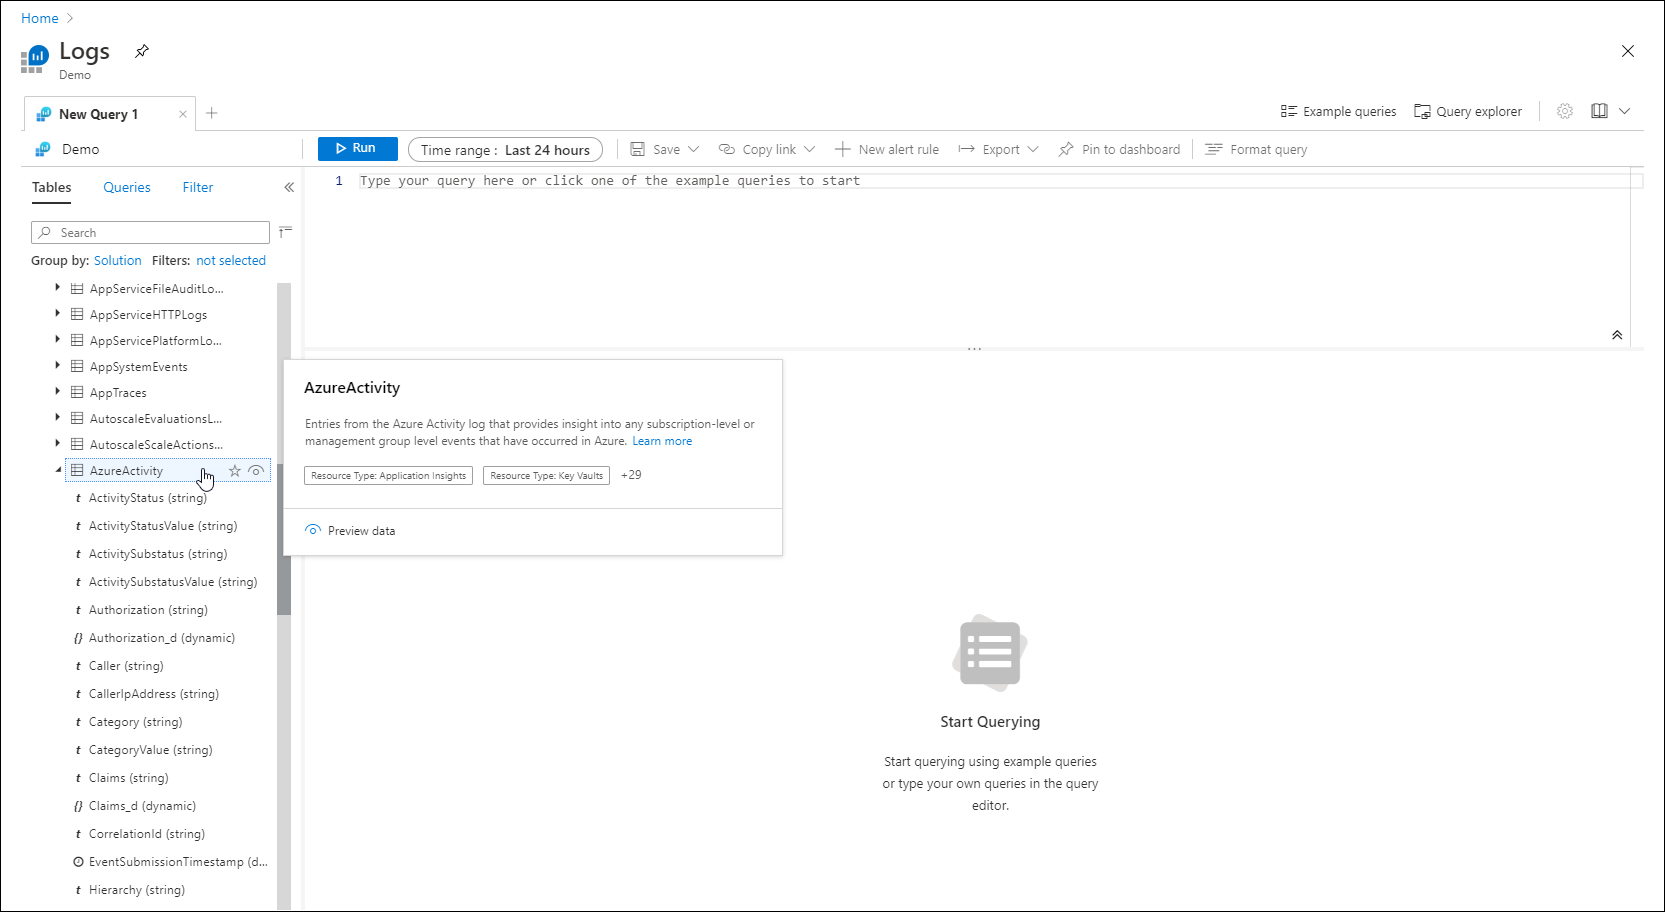 Home
Logs
Demo
New Query 1
Example queries
Query explorer
Demo
Run
Time range : Last 24 hours
Save
Copy link
New alert rule
Export
Pin to dashboard
Format query
Tables
Queries
Filter
1 Type your query here or click one of the example queries to start
Search
Group by: Solution Filters: not selected
AppServiceFileAuditLo...
AppServiceHTTPLogs
AppServicePlatformLo...
AppSystemEvents
AppTraces
AutoscaleEvaluationsL...
AutoscaleScaleActions...
AzureActivity
t ActivityStatus (string)
t ActivityStatusValue (string)
t ActivitySubstatus (string)
t ActivitySubstatusValue (string)
t Authorization (string)
{} Authorization_d (dynamic)
t Caller (string)
t CallerIpAddress (string)
t Category (string)
t CategoryValue (string)
t Claims (string)
{} Claims_d (dynamic)
t CorrelationId (string)
EventSubmissionTimestamp (d...
t Hierarchy (string)
AzureActivity
Entries from the Azure Activity log that provides insight into any subscription-level or
management group level events that have occurred in Azure. Learn more
Resource Type: Application Insights
Resource Type: Key Vaults
+29
Preview data
Start Querying
Start querying using example queries
or type your own queries in the query
editor.